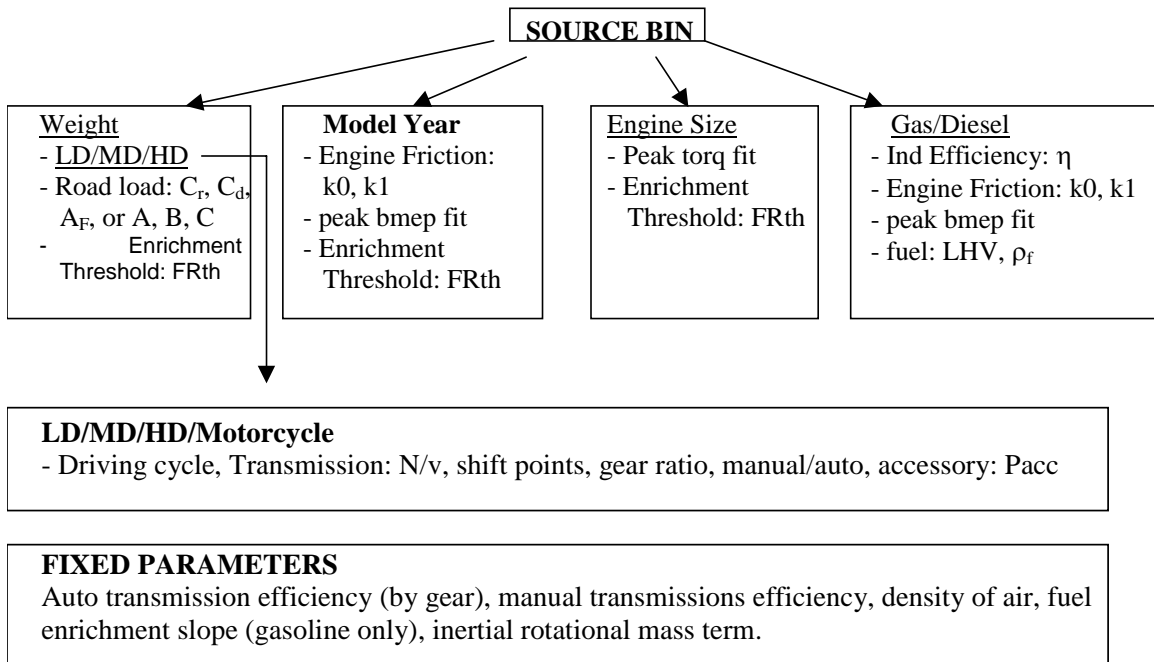 SOURCE BIN
Weight
- LD/MD/HD
- Road load: Cr, Cd,
AF, or A, B, C
- Enrichment
Threshold: FRth
Model Year
- Engine Friction:
k0, k1
- peak bmep fit
- Enrichment
Threshold: FRth
Engine Size
- Peak torq fit
- Enrichment
Threshold: FRth
Gas/Diesel
- Ind Efficiency: η
- Engine Friction: k0, k1
- peak bmep fit
- fuel: LHV, ρf
LD/MD/HD/Motorcycle
- Driving cycle, Transmission: N/v, shift points, gear ratio, manual/auto, accessory: Pacc
FIXED PARAMETERS
Auto transmission efficiency (by gear), manual transmissions efficiency, density of air, fuel
enrichment slope (gasoline only), inertial rotational mass term.